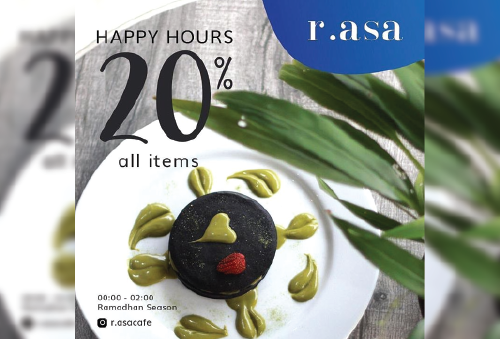 r.asa
HAPPY HOURS
20%
all items
00:00 - 02:00
Ramadhan Season
r.asacafe